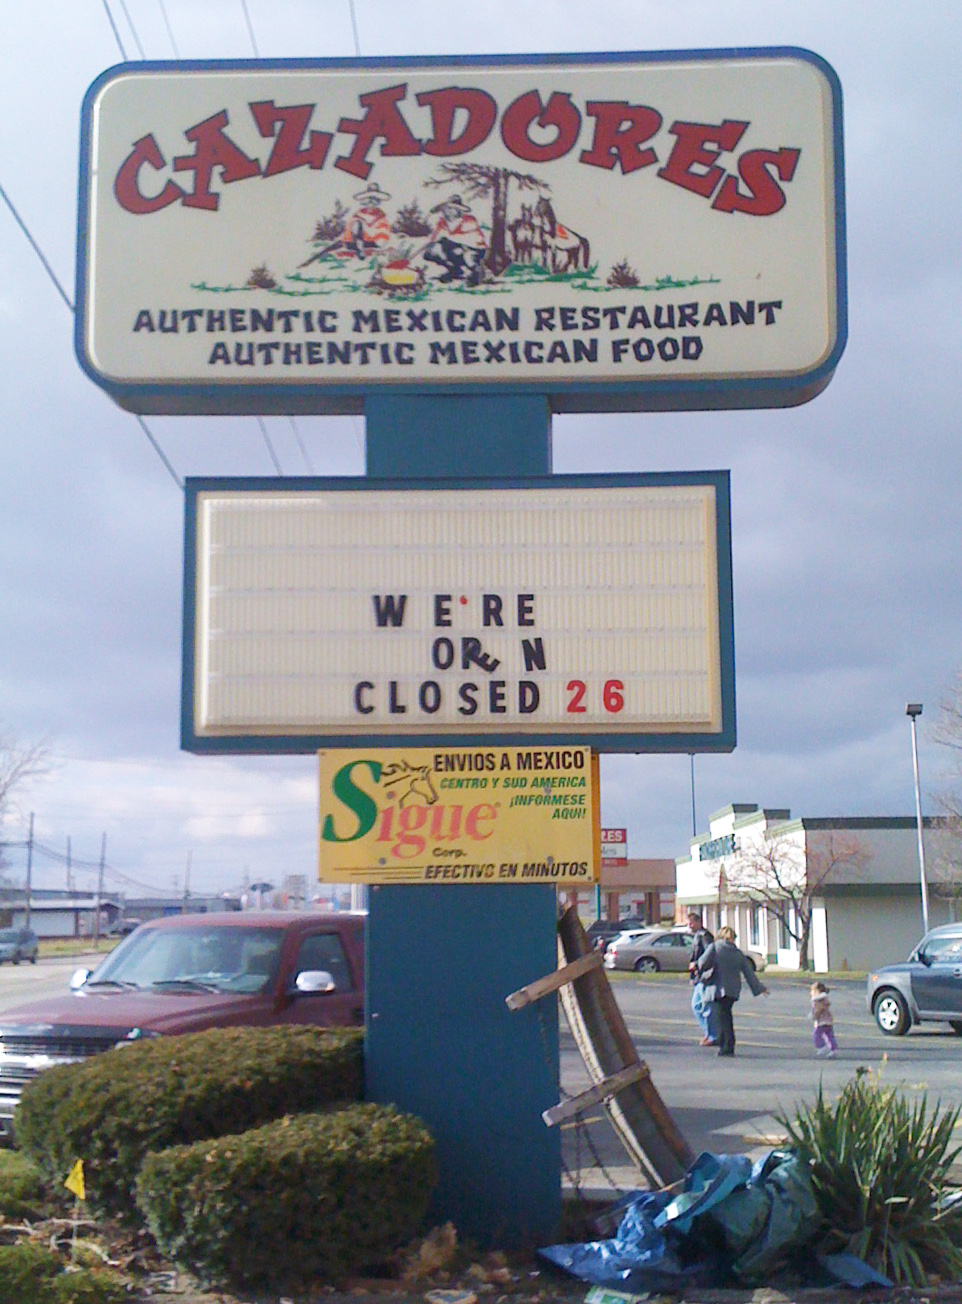 CAZADORES
AUTHENTIC MEXICAN RESTAURANT
AUTHENTIC MEXICAN FOOD
WE'RE
OREN
CLOSED 26
ENVIOS A MEXICO
CENTRO Y SUD AMERICA
¡INFORMESE
AQUI!
Sigue
Corp.
EFECTIVO EN MINUTOS